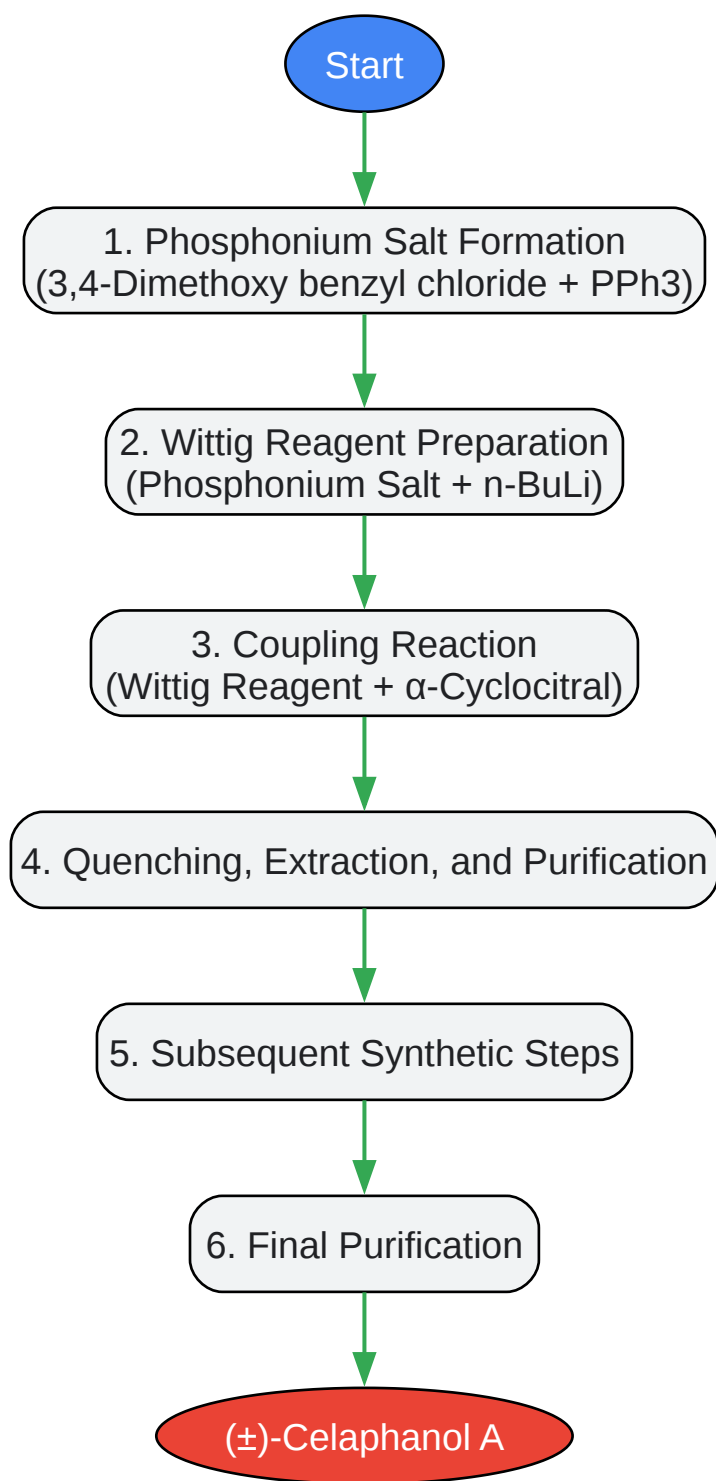 Start
1. Phosphonium Salt Formation
(3,4-Dimethoxy benzyl chloride + PPh3)
2. Wittig Reagent Preparation
(Phosphonium Salt + n-BuLi)
3. Coupling Reaction
(Wittig Reagent + α-Cyclocitral)
4. Quenching, Extraction, and Purification
5. Subsequent Synthetic Steps
6. Final Purification
(±)-Celaphanol A